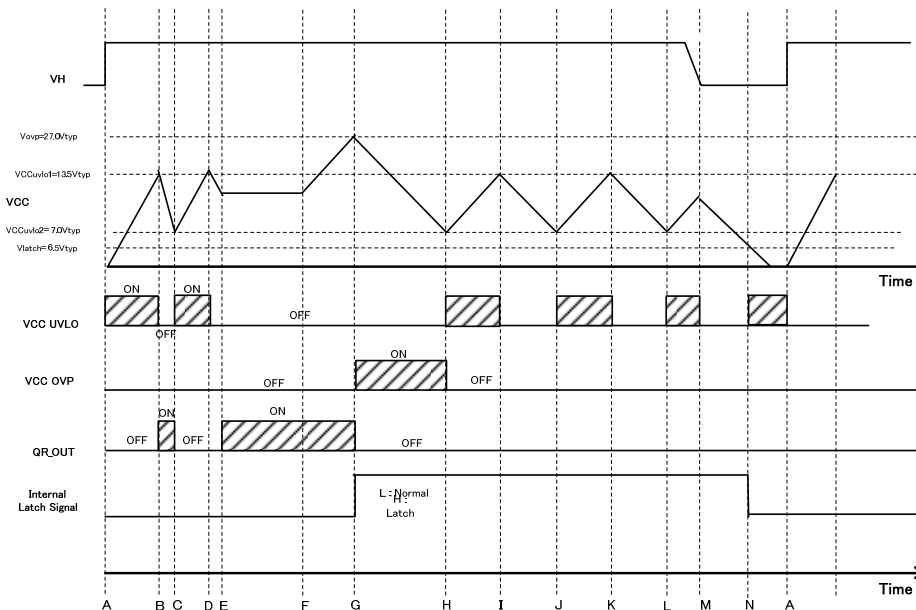 VH
Vovp=27.0Vtyp
VCCuvlo1=13.5Vtyp
VCC
VCCuvlo2=7.0Vtyp
Vlatch=6.5Vtyp
Time
ON
ON
VCC UVLO
OFF
OFF
ON
VCC OVP
OFF
OFF
ON
ON
OFF
OFF
OFF
QR_OUT
Internal
Latch Signal
L : Normal
H :
Latch
Time
A B C D E F G H I J K L M N A